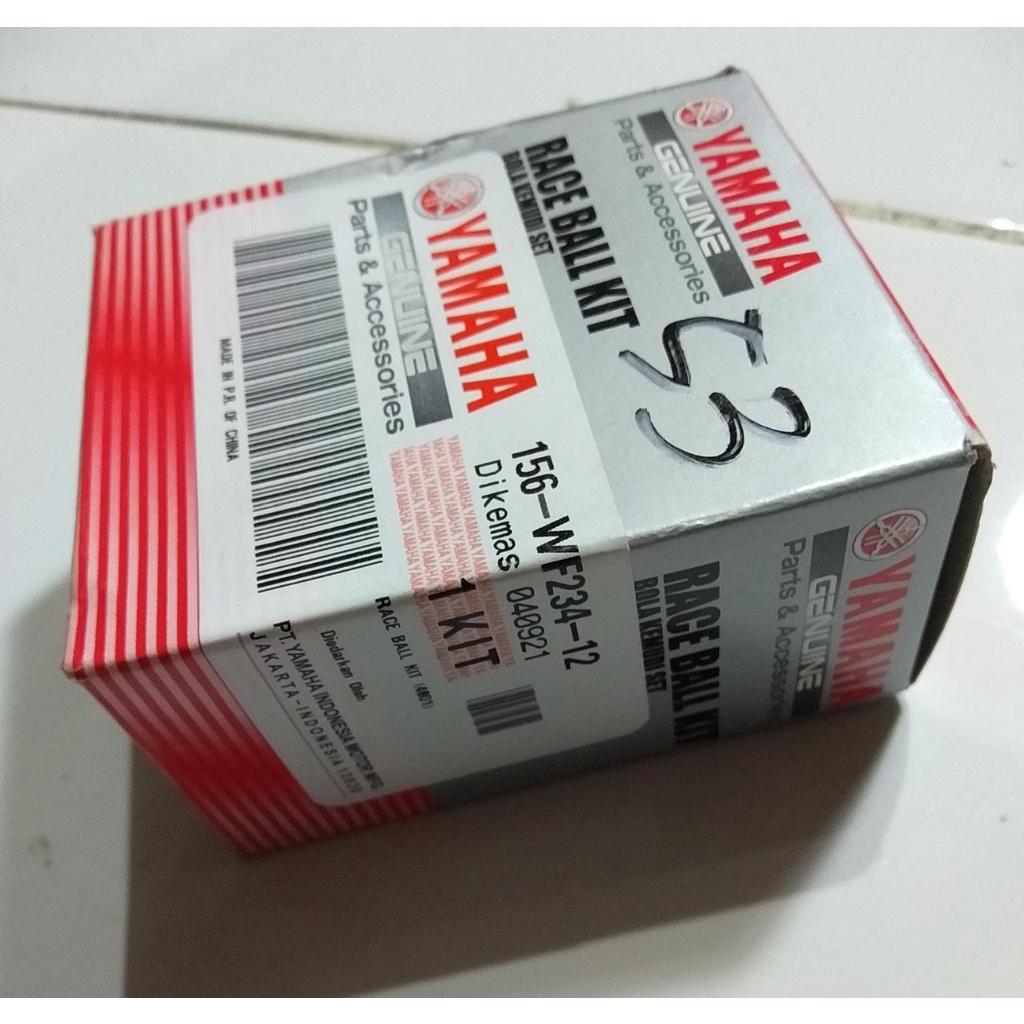 YAMAHA
GENUINE
Parts & Accessories
RACE BALL KIT
BOLA KEMUDI SET
53
YAMAHA
GENUINE
Parts & Accessories
MADE IN P.R. OF CHINA
156-WF234-12
Dikemas 040921
1 KIT
RACE BALL KIT (4801)
Diedarkan Oleh
PT. YAMAHA INDONESIA MOTOR MFG
JAKARTA-INDONESIA 13920
YAMAHA
GENUINE
Parts & Accessories
RACE BALL KIT
BOLA KEMUDI SET